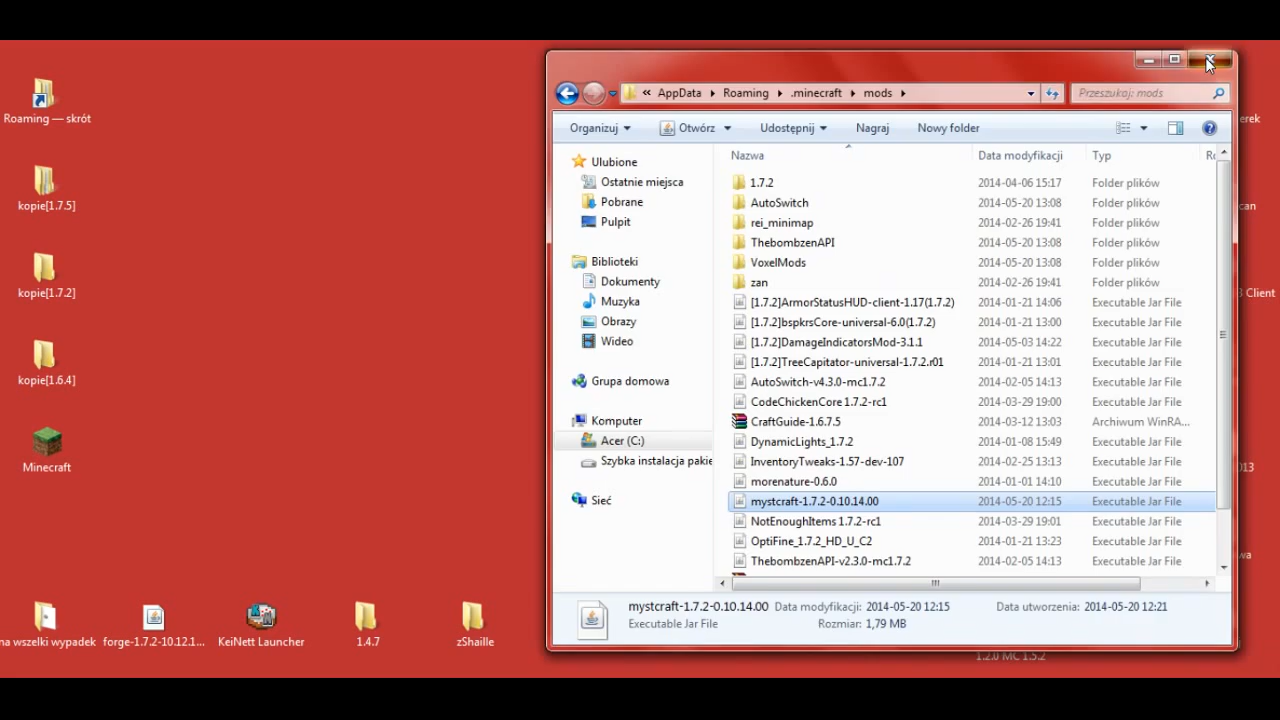 Roaming — skrót
kopie[1.7.5]
kopie[1.7.2]
kopie[1.6.4]
Minecraft
na wszelki wypadek
forge-1.7.2-10.12.1...
KeiNett Launcher
1.4.7
zShaille
« AppData Roaming .minecraft mods
Przeszukaj: mods
Organizuj Otwórz Udostępnij Nagraj Nowy folder
Ulubione
Ostatnie miejsca
Pobrane
Pulpit
Biblioteki
Dokumenty
Muzyka
Obrazy
Wideo
Grupa domowa
Komputer
Acer (C:)
Szybka instalacja pakie
Sieć
Nazwa Data modyfikacji Typ
1.7.2 2014-04-06 15:17 Folder plików
AutoSwitch 2014-05-20 13:08 Folder plików
rei_minimap 2014-02-26 19:41 Folder plików
ThebombzenAPI 2014-05-20 13:08 Folder plików
VoxelMods 2014-05-20 13:08 Folder plików
zan 2014-02-26 19:41 Folder plików
[1.7.2]ArmorStatusHUD-client-1.17(1.7.2) 2014-01-21 14:06 Executable Jar File
[1.7.2]bspkrsCore-universal-6.0(1.7.2) 2014-01-21 13:00 Executable Jar File
[1.7.2]DamageIndicatorsMod-3.1.1 2014-05-03 14:22 Executable Jar File
[1.7.2]TreeCapitator-universal-1.7.2.r01 2014-01-21 13:01 Executable Jar File
AutoSwitch-v4.3.0-mc1.7.2 2014-02-05 14:13 Executable Jar File
CodeChickenCore 1.7.2-rc1 2014-03-29 19:00 Executable Jar File
CraftGuide-1.6.7.5 2014-03-12 13:03 Archiwum WinRA...
DynamicLights_1.7.2 2014-01-08 15:49 Executable Jar File
InventoryTweaks-1.57-dev-107 2014-02-25 13:13 Executable Jar File
morenature-0.6.0 2014-01-01 14:10 Executable Jar File
mystcraft-1.7.2-0.10.14.00 2014-05-20 12:15 Executable Jar File
NotEnoughItems 1.7.2-rc1 2014-03-29 19:01 Executable Jar File
OptiFine_1.7.2_HD_U_C2 2014-01-21 13:23 Executable Jar File
ThebombzenAPI-v2.3.0-mc1.7.2 2014-02-05 14:13 Executable Jar File
mystcraft-1.7.2-0.10.14.00 Data modyfikacji: 2014-05-20 12:15 Data utworzenia: 2014-05-20 12:21
Executable Jar File Rozmiar: 1,79 MB
erek
can
3 Client
013
wa
1.2.0 MC 1.5.2